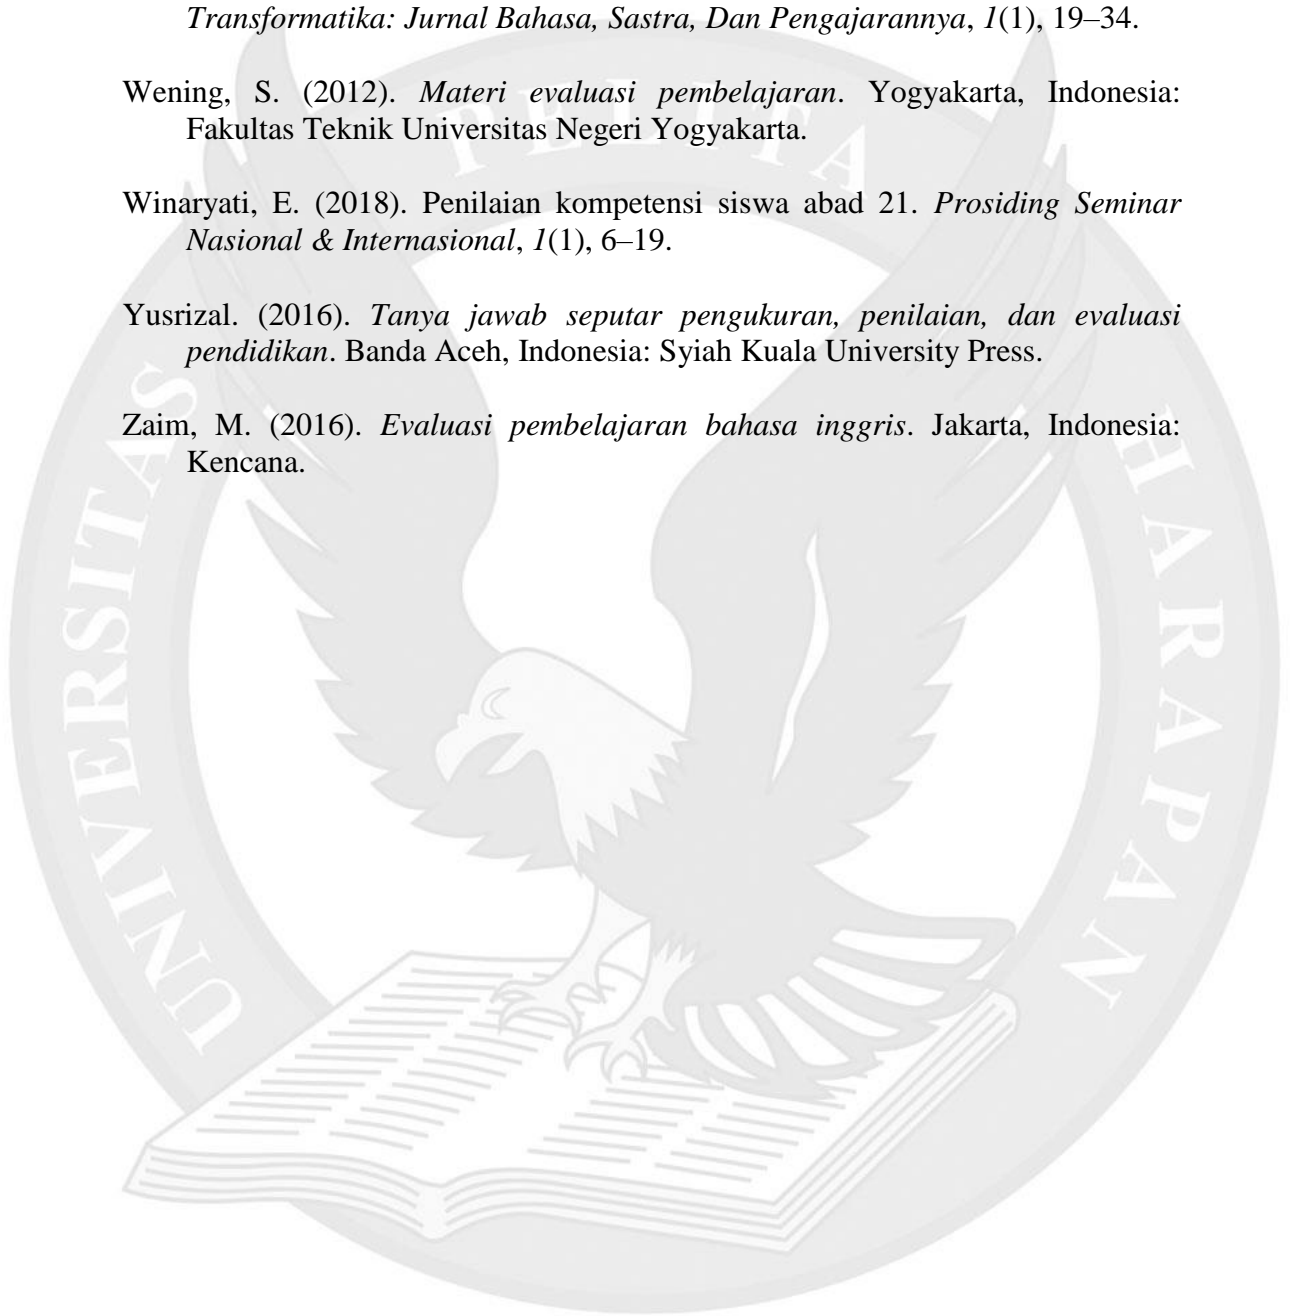 Transformatika: Jurnal Bahasa, Sastra, Dan Pengajarannya, 1(1), 19–34.
Wening, S. (2012). Materi evaluasi pembelajaran. Yogyakarta, Indonesia:
Fakultas Teknik Universitas Negeri Yogyakarta.
Winaryati, E. (2018). Penilaian kompetensi siswa abad 21. Prosiding Seminar
Nasional & Internasional, 1(1), 6–19.
Yusrizal. (2016). Tanya jawab seputar pengukuran, penilaian, dan evaluasi
pendidikan. Banda Aceh, Indonesia: Syiah Kuala University Press.
Zaim, M. (2016). Evaluasi pembelajaran bahasa inggris. Jakarta, Indonesia:
Kencana.
UNIVERSITAS PELITA HARAPAN